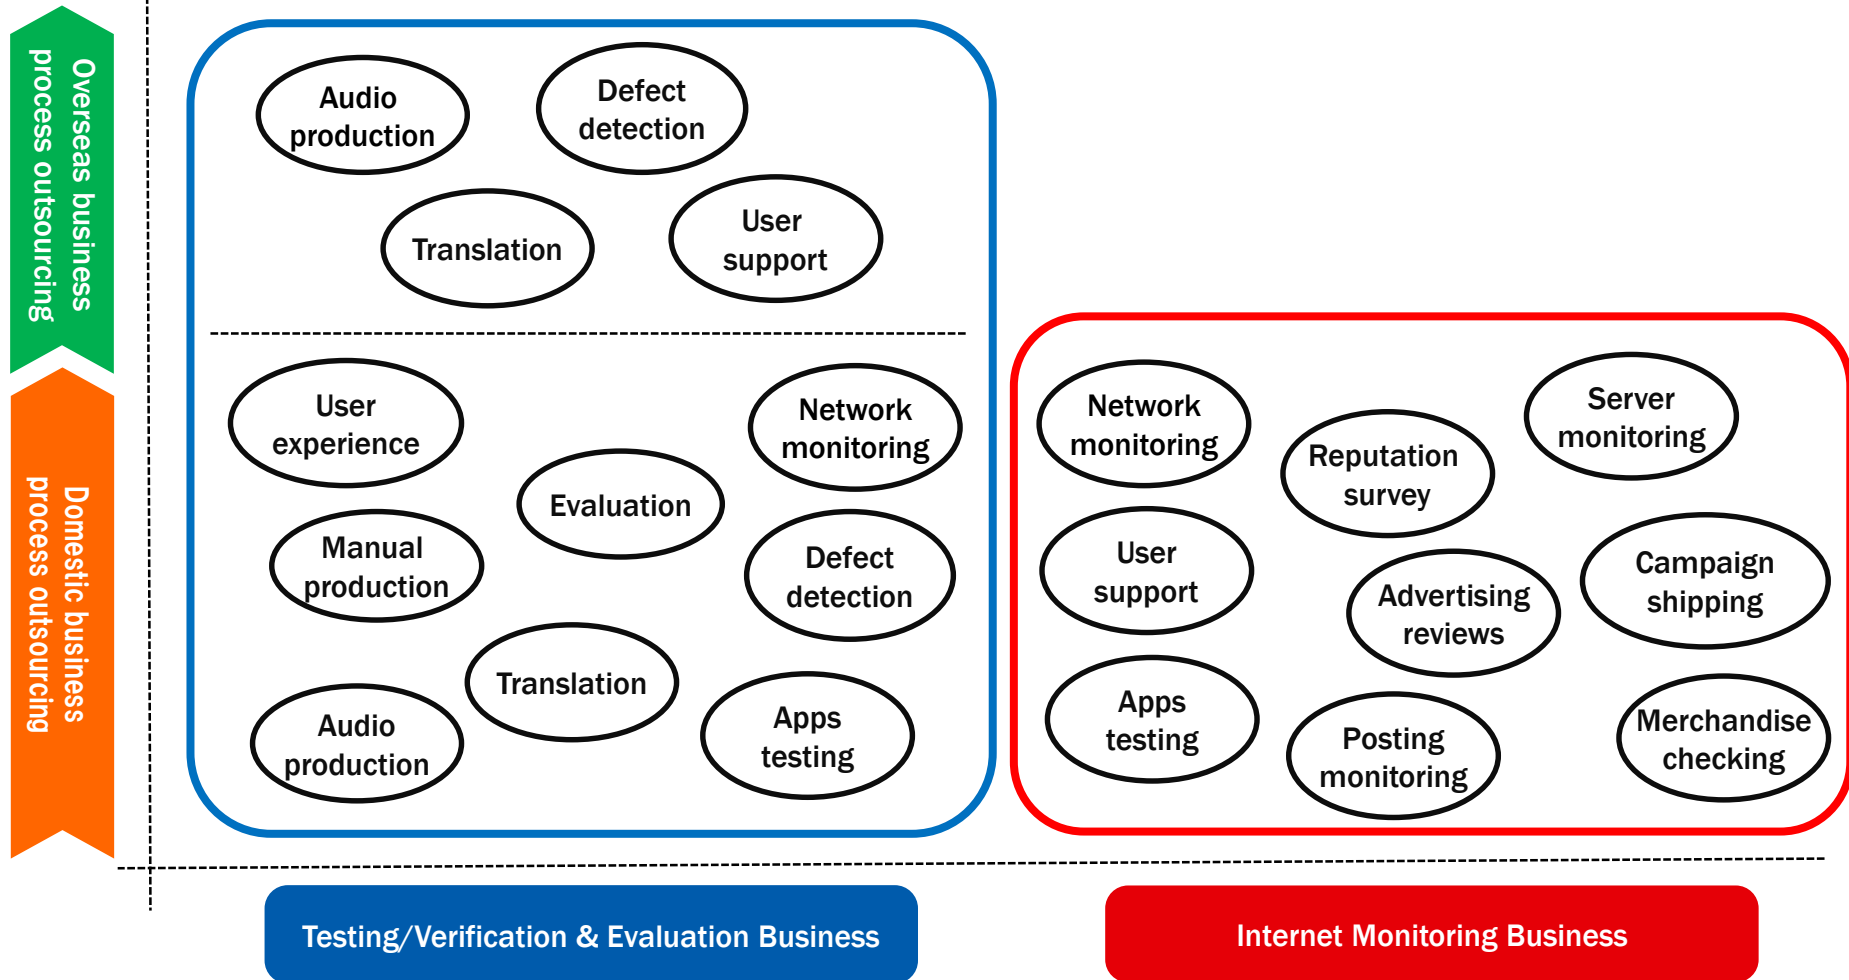 Overseas business
process outsourcing
Audio
production
Defect
detection
Translation
User
support
Domestic business
process outsourcing
User
experience
Evaluation
Network
monitoring
Manual
production
Defect
detection
Translation
Audio
production
Apps
testing
Network
monitoring
Reputation
survey
Server
monitoring
User
support
Advertising
reviews
Campaign
shipping
Apps
testing
Posting
monitoring
Merchandise
checking
Testing/Verification & Evaluation Business
Internet Monitoring Business